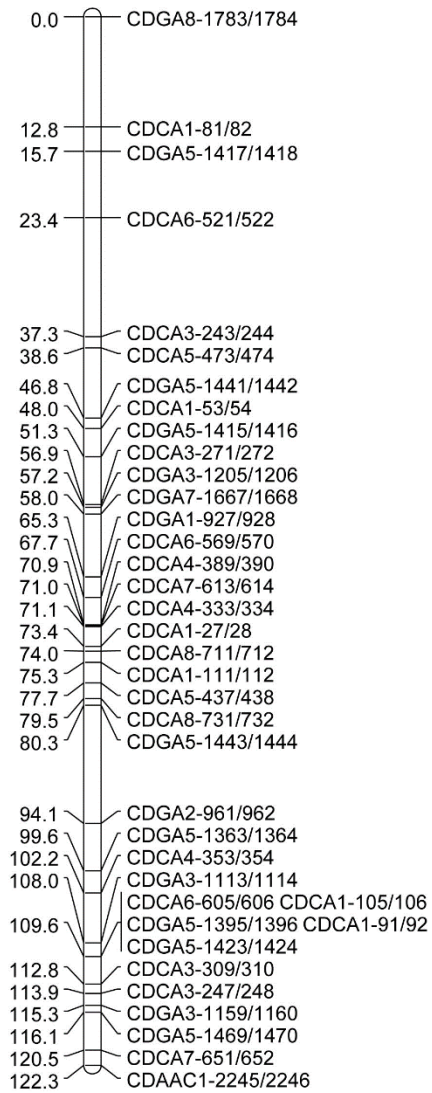 0.0 CDGA8-1783/1784
12.8 CDCA1-81/82
15.7 CDGA5-1417/1418
23.4 CDCA6-521/522
37.3 CDCA3-243/244
38.6 CDCA5-473/474
46.8 CDGA5-1441/1442
48.0 CDCA1-53/54
51.3 CDGA5-1415/1416
56.9 CDCA3-271/272
57.2 CDGA3-1205/1206
58.0 CDGA7-1667/1668
65.3 CDGA1-927/928
67.7 CDCA6-569/570
70.9 CDCA4-389/390
71.0 CDCA7-613/614
71.1 CDCA4-333/334
73.4 CDCA1-27/28
74.0 CDCA8-711/712
75.3 CDCA1-111/112
77.7 CDCA5-437/438
79.5 CDCA8-731/732
80.3 CDGA5-1443/1444
94.1 CDGA2-961/962
99.6 CDGA5-1363/1364
102.2 CDCA4-353/354
108.0 CDGA3-1113/1114
CDCA6-605/606 CDCA1-105/106
109.6 CDGA5-1395/1396 CDCA1-91/92
CDGA5-1423/1424
112.8 CDCA3-309/310
113.9 CDCA3-247/248
115.3 CDGA3-1159/1160
116.1 CDGA5-1469/1470
120.5 CDCA7-651/652
122.3 CDAAC1-2245/2246